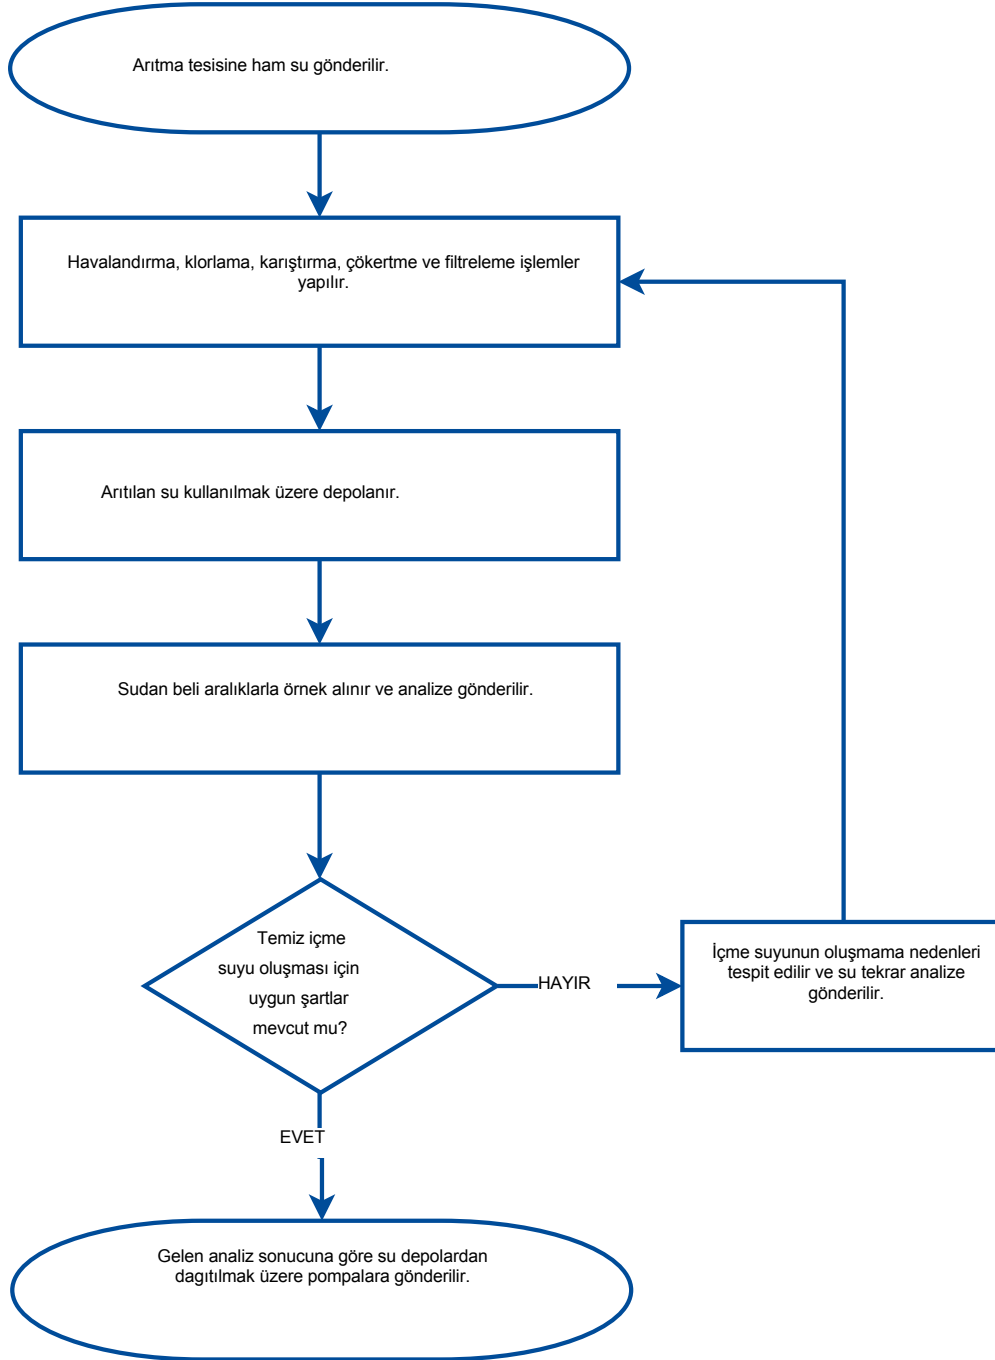 Arıtma tesisine ham su gönderilir.
Havalandırma, klorlama, karıştırma, çökertme ve filtreleme işlemler
yapılır.
Arıtılan su kullanılmak üzere depolanır.
Sudan beli aralıklarla örnek alınır ve analize gönderilir.
Temiz içme
suyu oluşması için
uygun şartlar
mevcut mu?
HAYIR
İçme suyunun oluşmama nedenleri
tespit edilir ve su tekrar analize
gönderilir.
EVET
Gelen analiz sonucuna göre su depolardan
dagıtılmak üzere pompalara gönderilir.